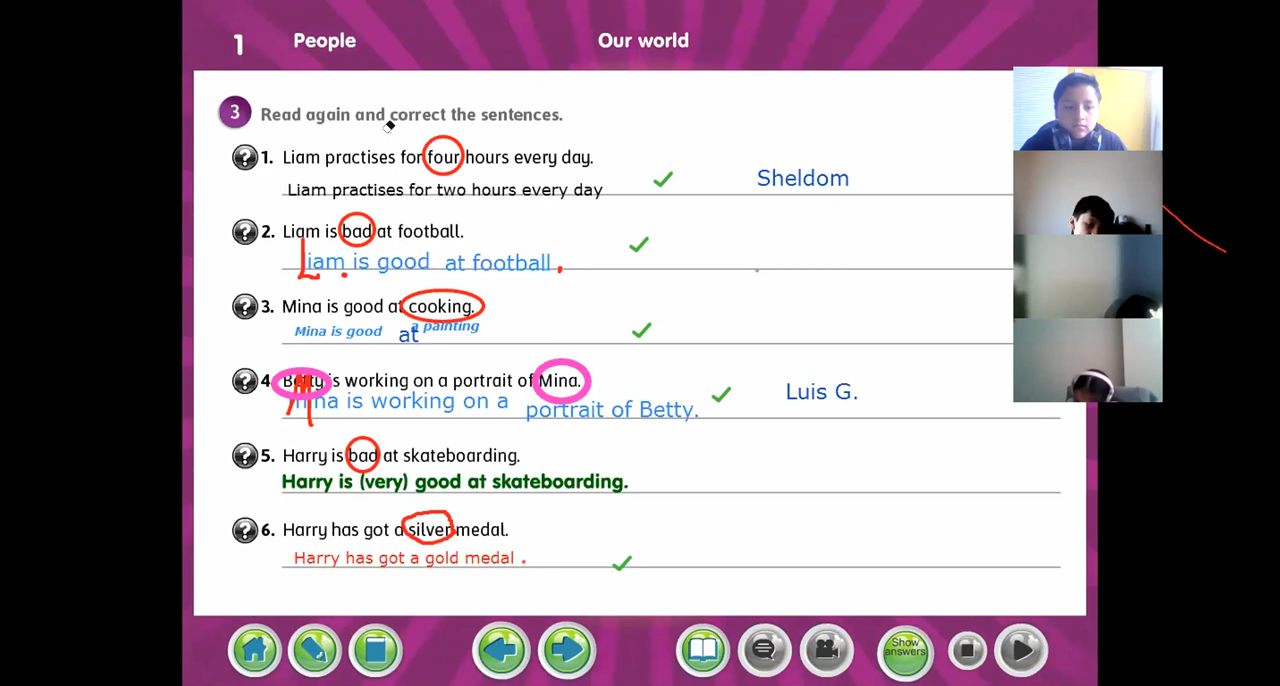 1 People Our world
3 Read again and correct the sentences.
1. Liam practises for four hours every day.
Liam practises for two hours every day
Sheldom
2. Liam is bad at football.
Liam. is good at football.
3. Mina is good at cooking.
Mina is good at a painting
4. Betty is working on a portrait of Mina.
Mina is working on a portrait of Betty.
Luis G.
5. Harry is bad at skateboarding.
Harry is (very) good at skateboarding.
6. Harry has got a silver medal.
Harry has got a gold medal .
Show
answers